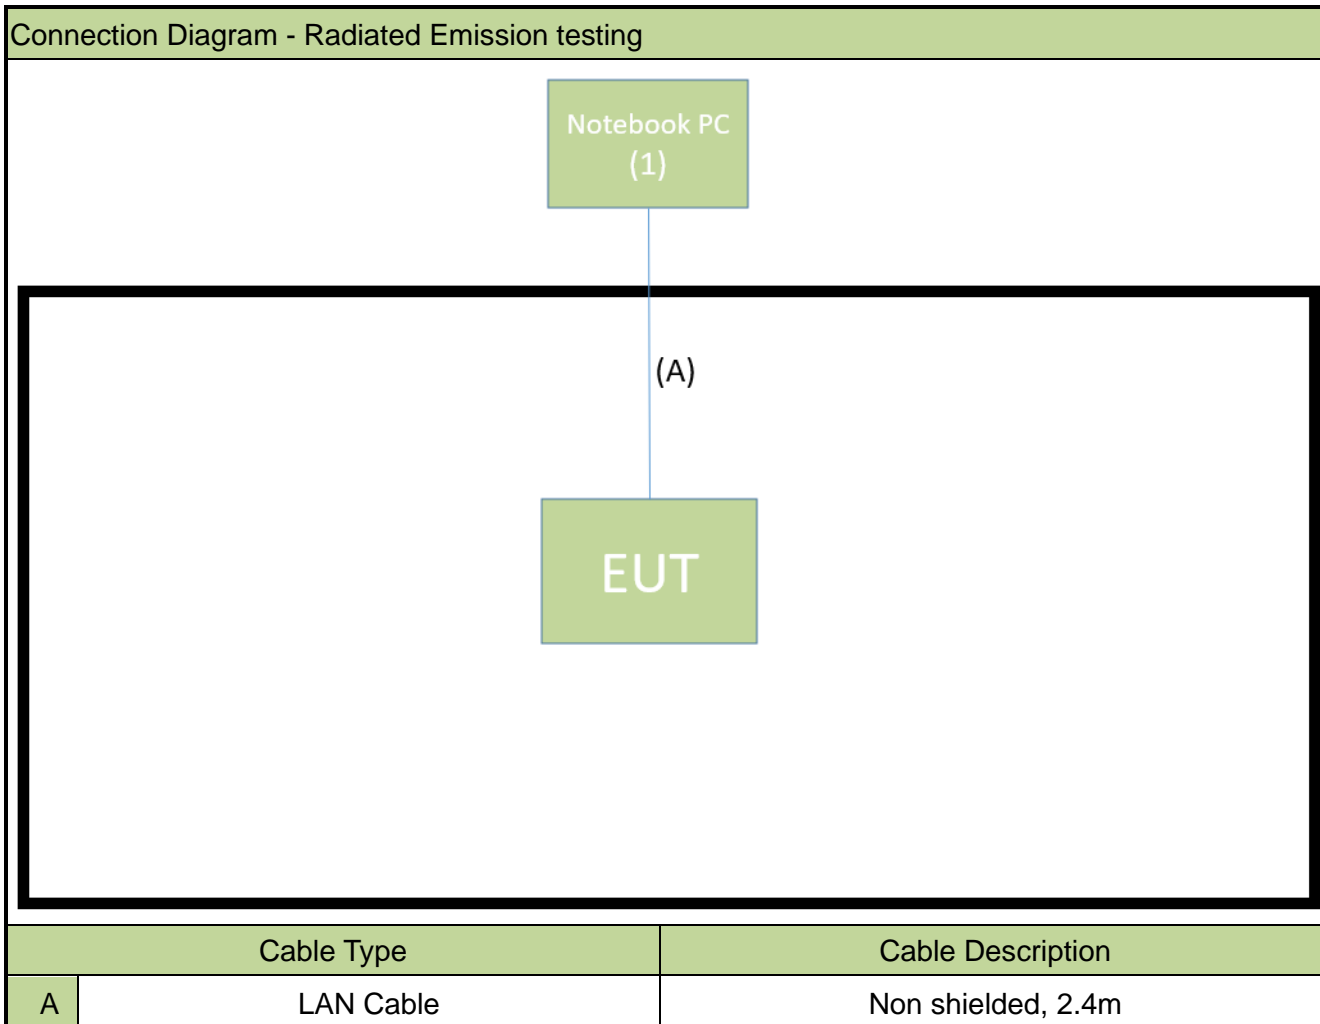 Connection Diagram - Radiated Emission testing
Notebook PC
(1)
(A)
EUT
Cable Type Cable Description
A LAN Cable Non shielded, 2.4m